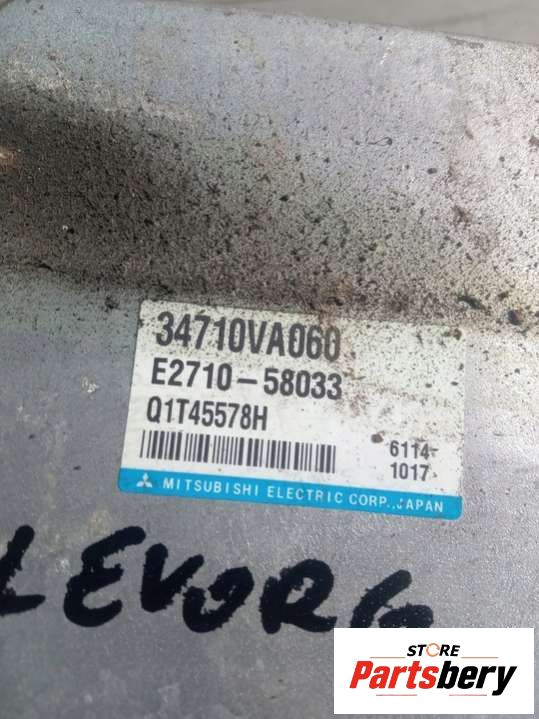 34710VA060
E2710-58033
Q1T45578H
6114
1017
MITSUBISHI ELECTRIC CORP., JAPAN
LEVORG
STORE
Partsbery